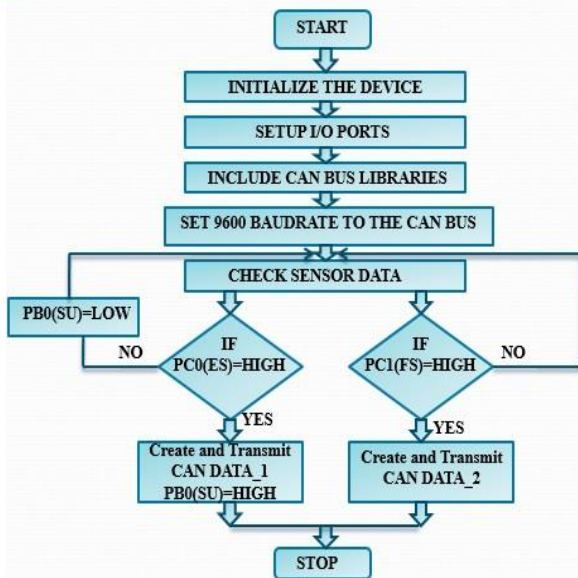 START
INITIALIZE THE DEVICE
SETUP I/O PORTS
INCLUDE CAN BUS LIBRARIES
SET 9600 BAUDRATE TO THE CAN BUS
CHECK SENSOR DATA
PB0(SU)=LOW
IF
PC0(ES)=HIGH
NO
YES
IF
PC1(FS)=HIGH
NO
YES
Create and Transmit
CAN DATA_1
PB0(SU)=HIGH
Create and Transmit
CAN DATA_2
STOP